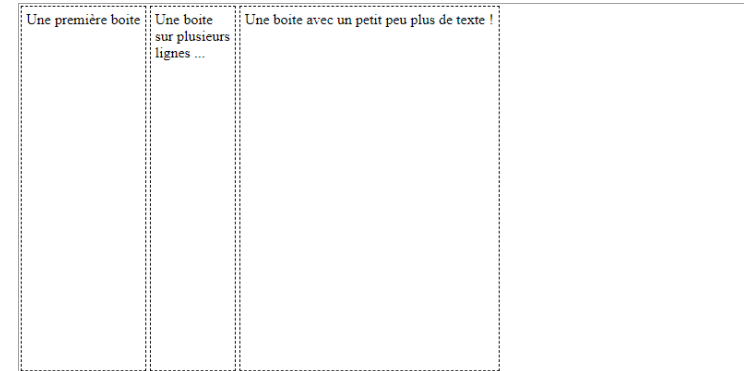 Une première boite
Une boite
sur plusieurs
lignes ...
Une boite avec un petit peu plus de texte !